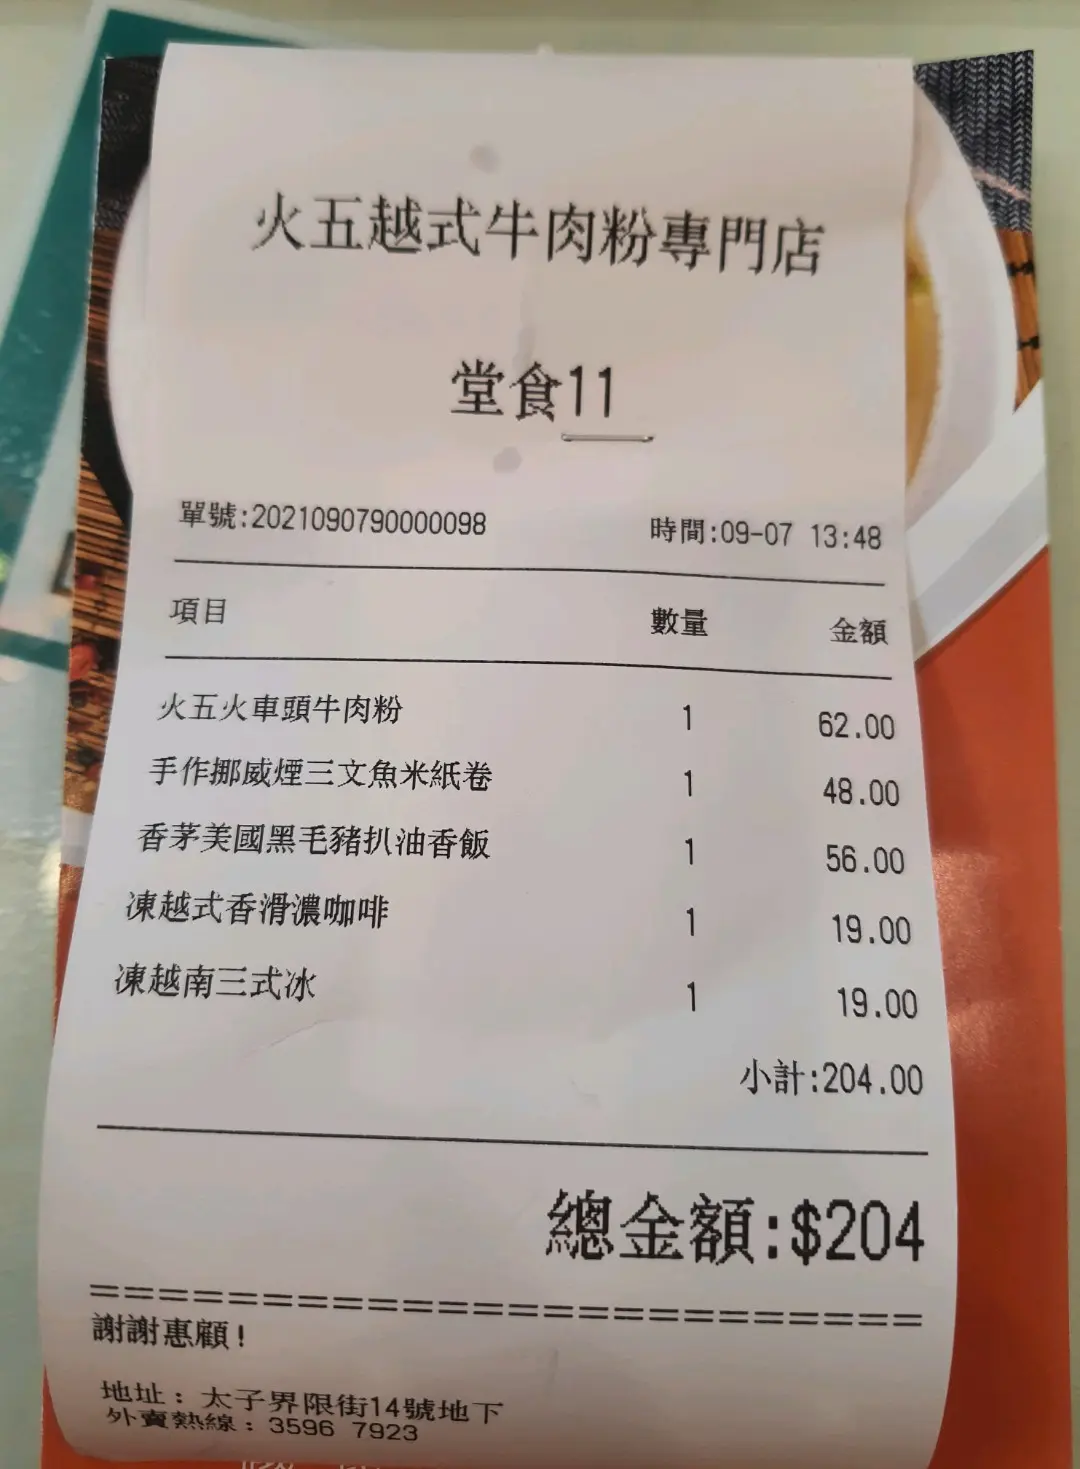 火五越式牛肉粉專門店
堂食11
單號:2021090790000098 時間:09-07 13:48
項目 數量 金額
火五火車頭牛肉粉 1 62.00
手作挪威煙三文魚米紙卷 1 48.00
香茅美國黑毛豬扒油香飯 1 56.00
凍越式香滑濃咖啡 1 19.00
凍越南三式冰 1 19.00
小計:204.00
總金額:$204
=========================
謝謝惠顧!
地址: 太子界限街14號地下
外賣熱線: 3596 7923